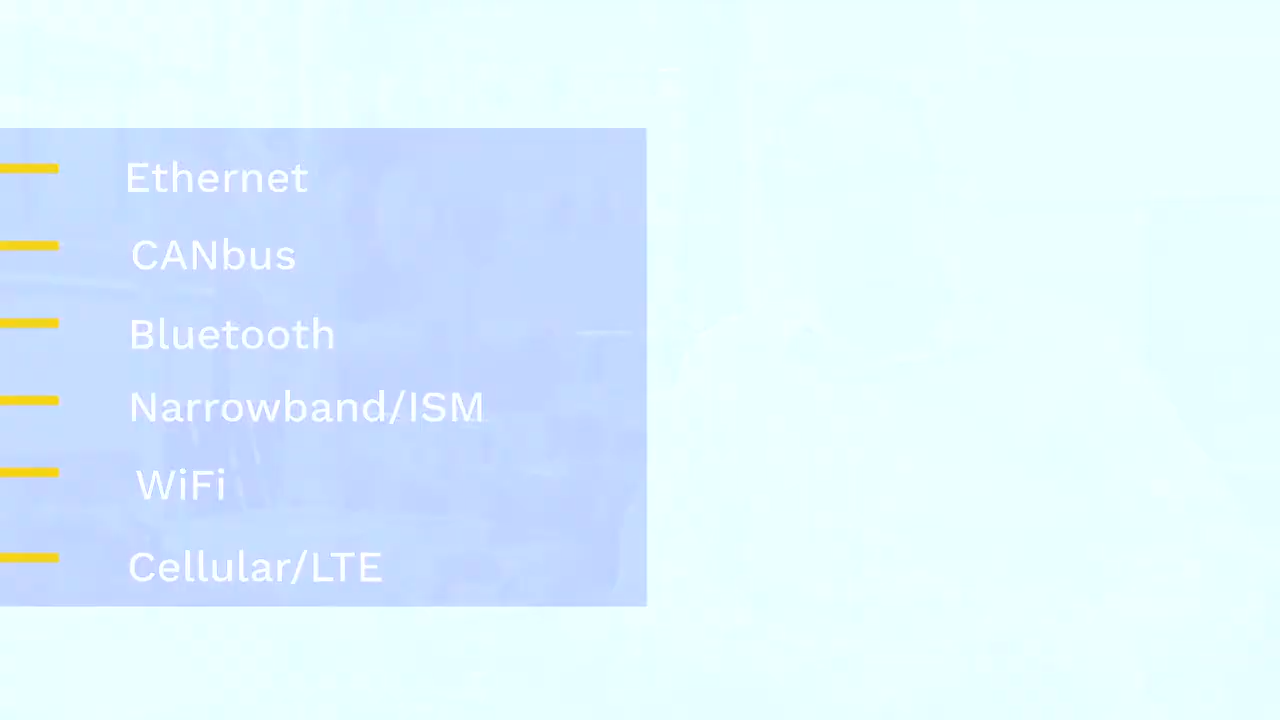 Ethernet
CANbus
Bluetooth
Narrowband/ISM
WiFi
Cellular/LTE